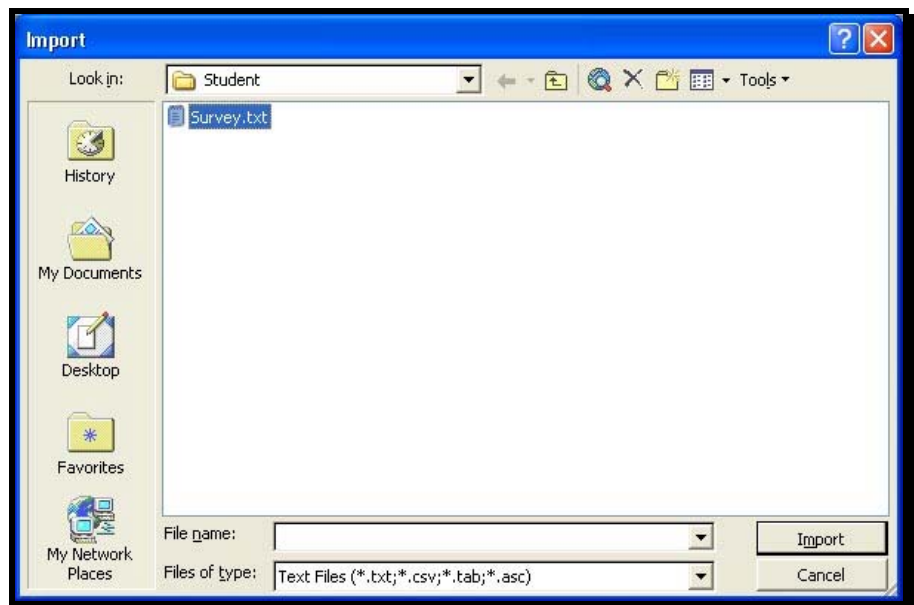 Import
Look in: Student Tools
Survey.txt
History
My Documents
Desktop
Favorites
My Network
Places
File name: Import
Files of type: Text Files (*.txt;*.csv;*.tab;*.asc) Cancel